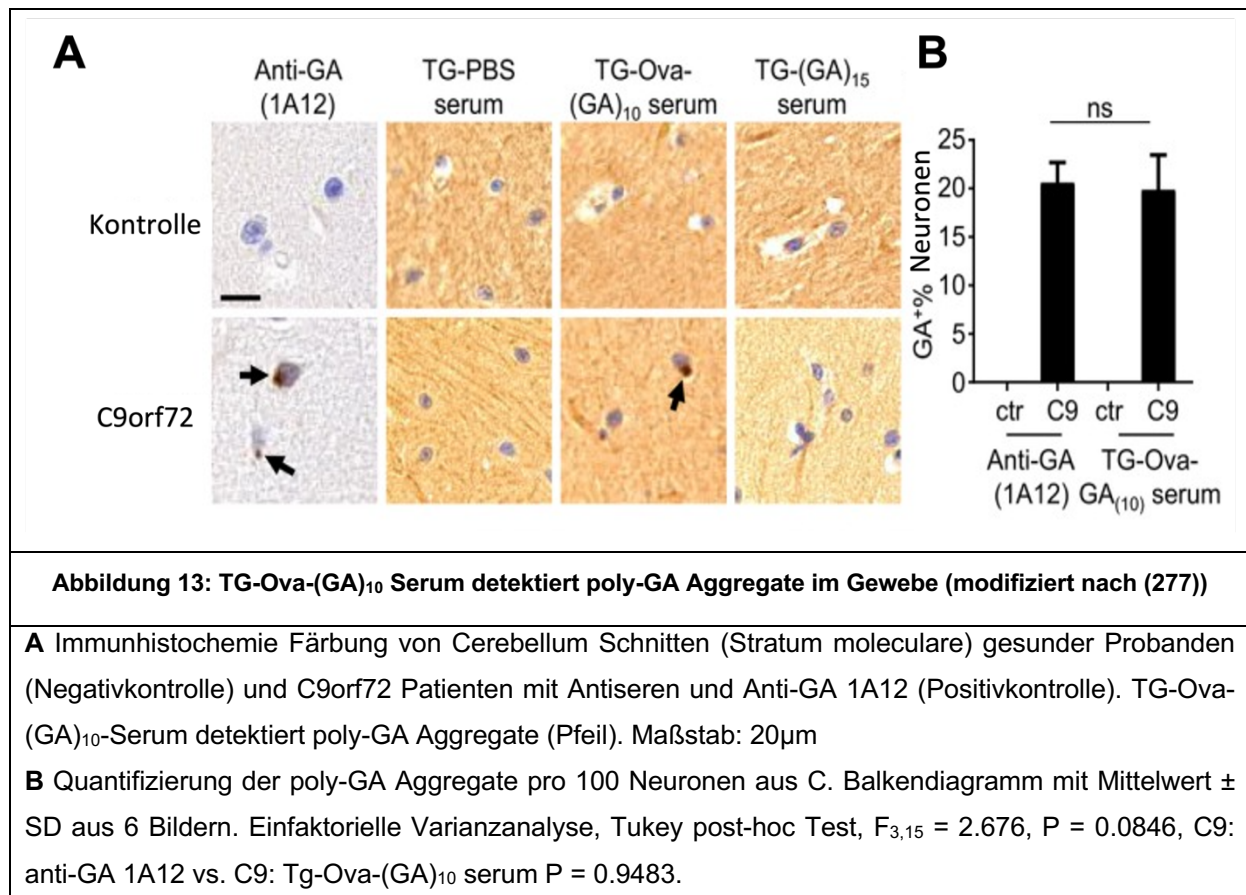 A
B
Anti-GA
(1A12)
TG-PBS
serum
TG-Ova-
(GA)₁₀ serum
TG-(GA)₁₅
serum
Kontrolle
C9orf72
ns
25
20
15
10
5
0
GA⁺% Neuronen
ctr C9 ctr C9
Anti-GA
(1A12)
TG-Ova-
GA₍₁₀₎ serum
Abbildung 13: TG-Ova-(GA)₁₀ Serum detektiert poly-GA Aggregate im Gewebe (modifiziert nach (277))
A Immunhistochemie Färbung von Cerebellum Schnitten (Stratum moleculare) gesunder Probanden
(Negativkontrolle) und C9orf72 Patienten mit Antiseren und Anti-GA 1A12 (Positivkontrolle). TG-Ova-
(GA)₁₀-Serum detektiert poly-GA Aggregate (Pfeil). Maßstab: 20µm
B Quantifizierung der poly-GA Aggregate pro 100 Neuronen aus C. Balkendiagramm mit Mittelwert ±
SD aus 6 Bildern. Einfaktorielle Varianzanalyse, Tukey post-hoc Test, F₃,₁₅ = 2.676, P = 0.0846, C9:
anti-GA 1A12 vs. C9: Tg-Ova-(GA)₁₀ serum P = 0.9483.